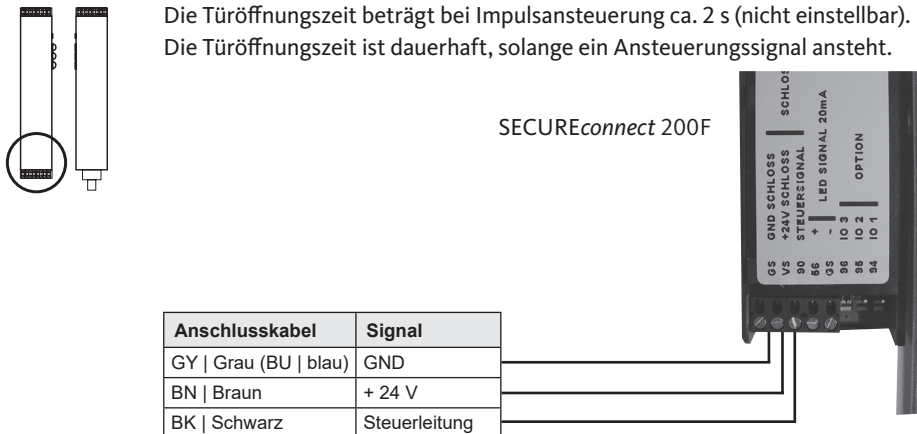 Die Türöffnungszeit beträgt bei Impulsansteuerung ca. 2 s (nicht einstellbar).
Die Türöffnungszeit ist dauerhaft, solange ein Ansteuerungssignal ansteht.
SECUREconnect 200F
GS GND SCHLOSS
VS +24V SCHLOSS
90 STEUERSIGNAL
56 +
GS -
LED SIGNAL 20mA
96 IO 3
95 IO 2
94 IO 1
OPTION
Anschlusskabel Signal
GY | Grau (BU | blau) GND
BN | Braun + 24 V
BK | Schwarz Steuerleitung